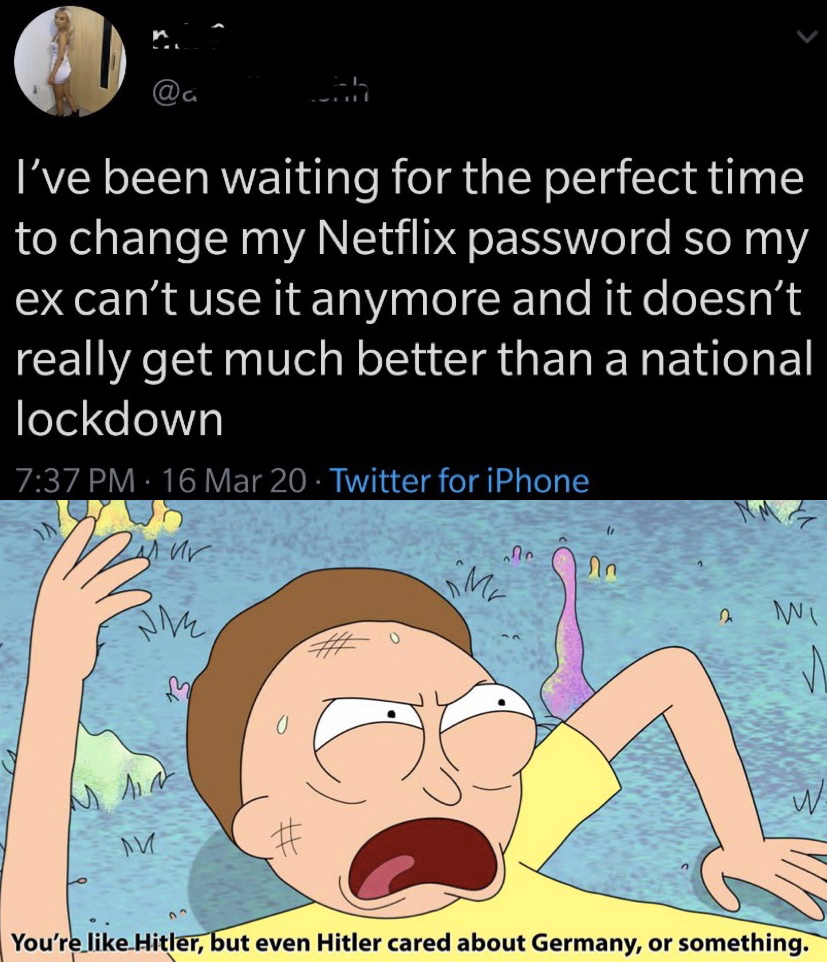 I've been waiting for the perfect time
to change my Netflix password so my
ex can't use it anymore and it doesn't
really get much better than a national
lockdown
7:37 PM · 16 Mar 20 · Twitter for iPhone
You're like Hitler, but even Hitler cared about Germany, or something.